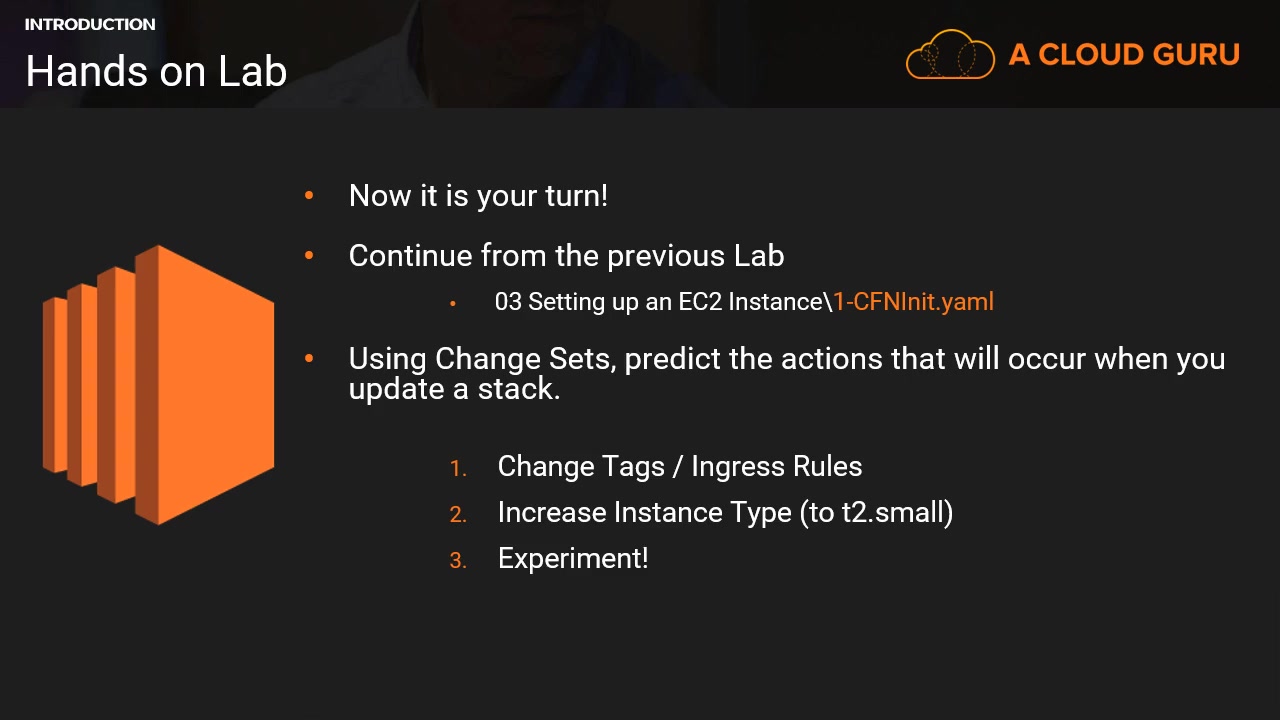 INTRODUCTION
Hands on Lab
A CLOUD GURU
• Now it is your turn!
• Continue from the previous Lab
• 03 Setting up an EC2 Instance\1-CFNInit.yaml
• Using Change Sets, predict the actions that will occur when you
update a stack.
1. Change Tags / Ingress Rules
2. Increase Instance Type (to t2.small)
3. Experiment!